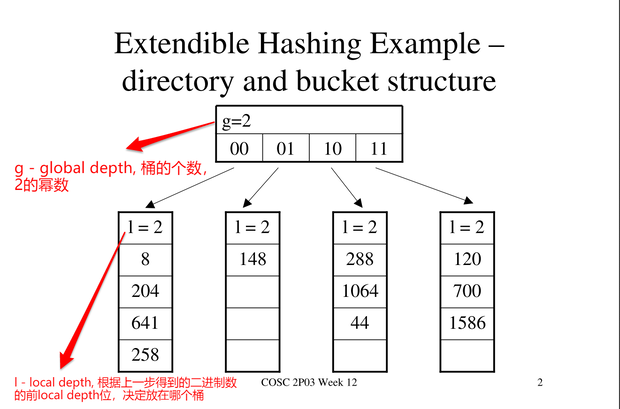 Extendible Hashing Example –
directory and bucket structure
g=2
00 01 10 11
g - global depth, 桶的个数,
2的幂数
l = 2 l = 2 l = 2 l = 2
8 148 288 120
204 1064 700
641 44 1586
258
l - local depth, 根据上一步得到的二进制数
的前local depth位，决定放在哪个桶
COSC 2P03 Week 12 2